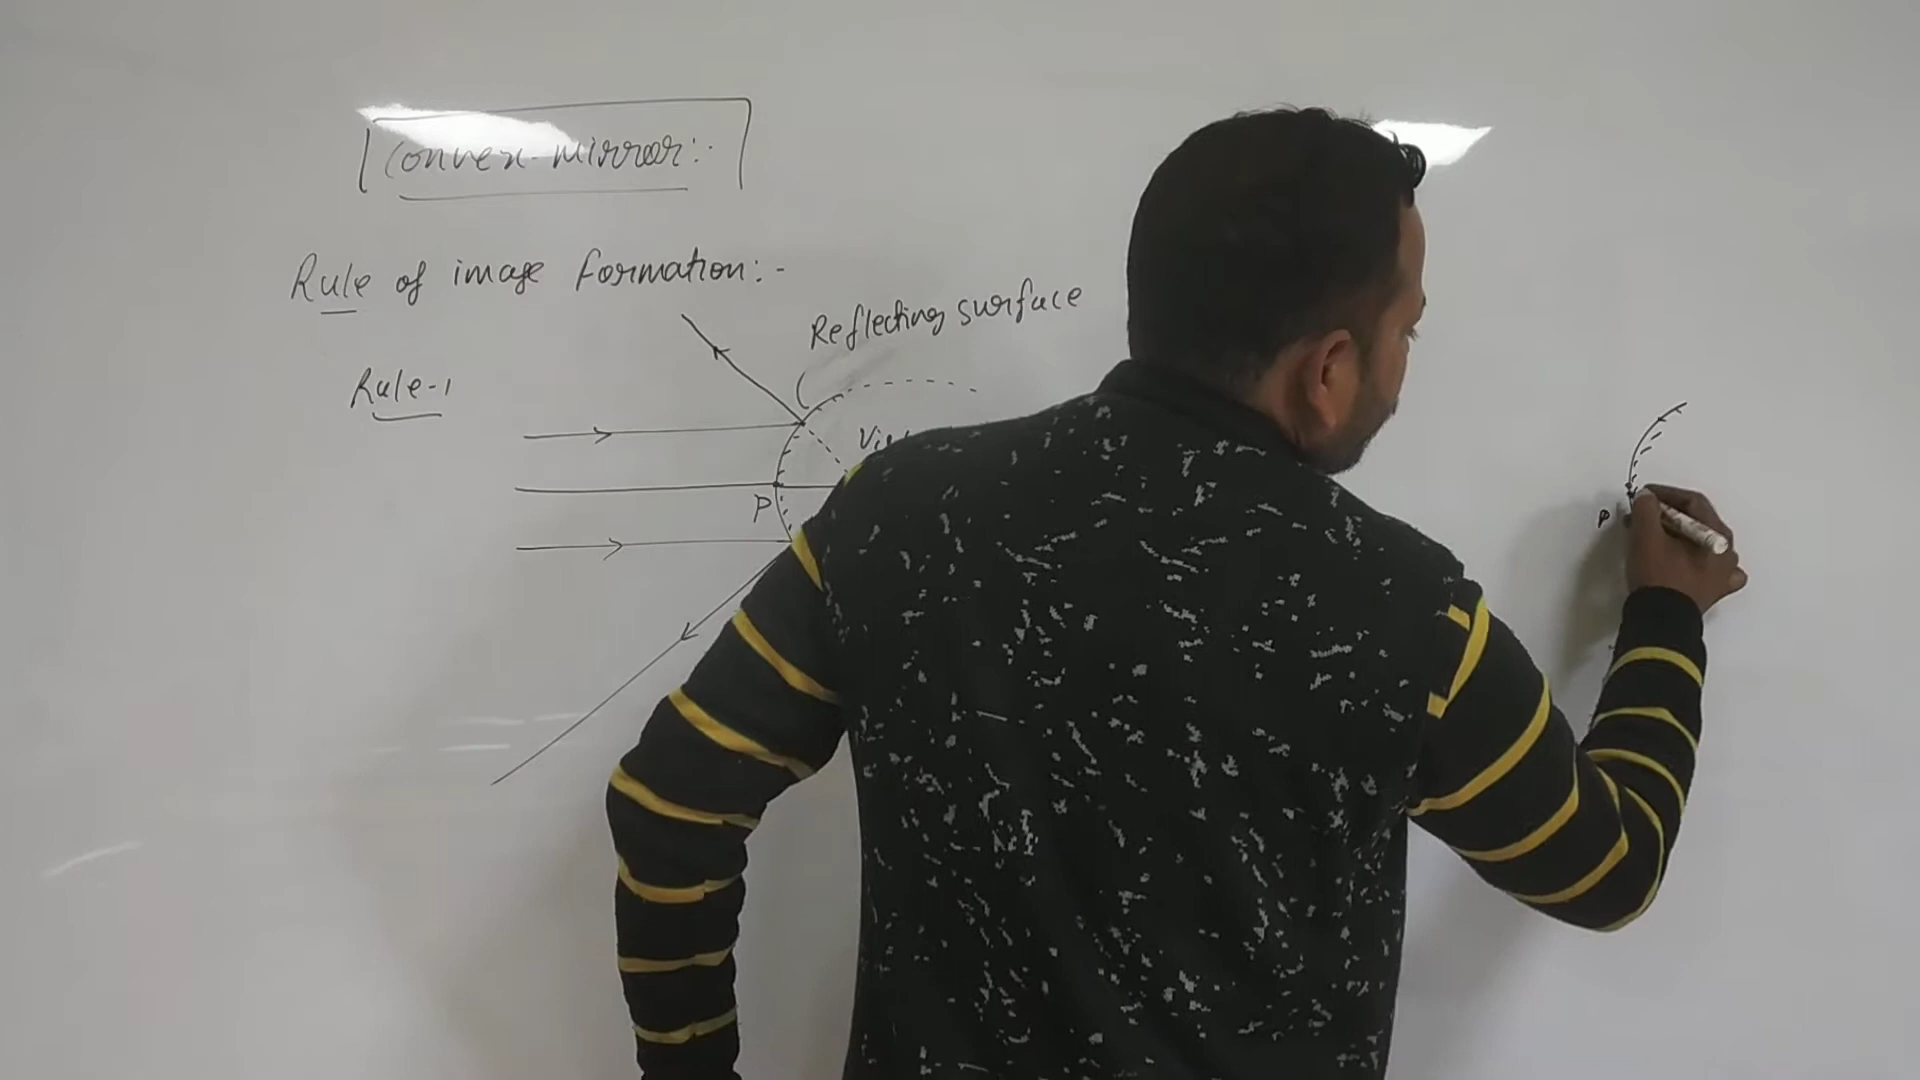 Convex-mirror:-
Rule of image formation:-
Reflecting surface
Rule-1
P
P